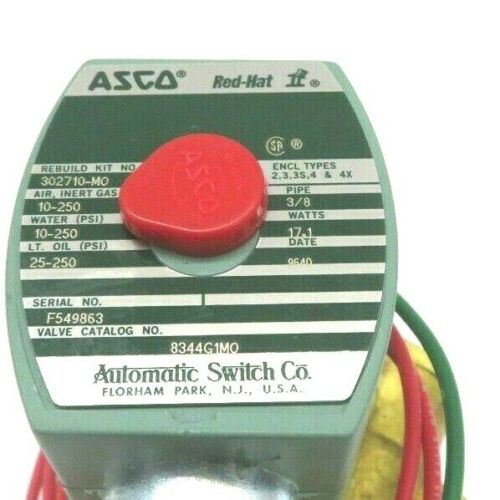 ASCO® Red-Hat II®
ASCO
SA ®
REBUILD KIT NO.
302710-MO
ENCL TYPES
2,3,3S,4 & 4X
AIR, INERT GAS
10-250
PIPE
3/8
WATER (PSI)
10-250
WATTS
17.1
LT. OIL (PSI)
25-250
DATE
9640
SERIAL NO.
F549863
VALVE CATALOG NO.
8344G1MO
Automatic Switch Co.
FLORHAM PARK, N.J., U.S.A.